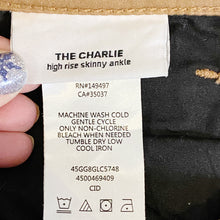 THE CHARLIE
high rise skinny ankle
RN#149497
CA#35037
MACHINE WASH COLD
GENTLE CYCLE
ONLY NON-CHLORINE
BLEACH WHEN NEEDED
TUMBLE DRY LOW
COOL IRON
45GG8GLC5748
4500469409
CID